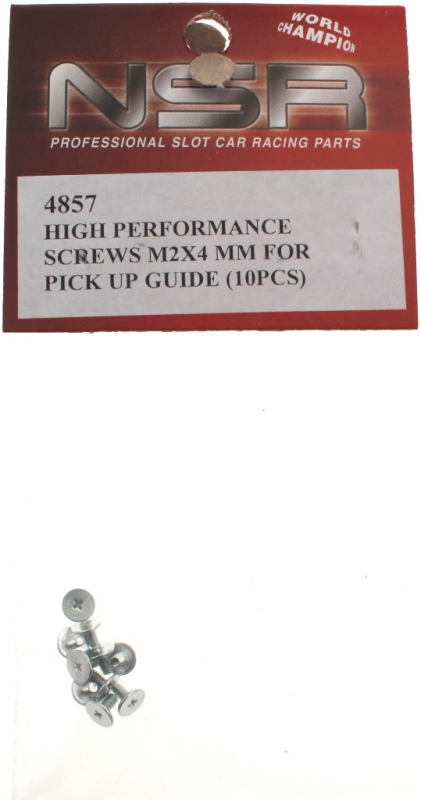 WORLD
CHAMPION
NSR
PROFESSIONAL SLOT CAR RACING PARTS
4857
HIGH PERFORMANCE
SCREWS M2X4 MM FOR
PICK UP GUIDE (10PCS)